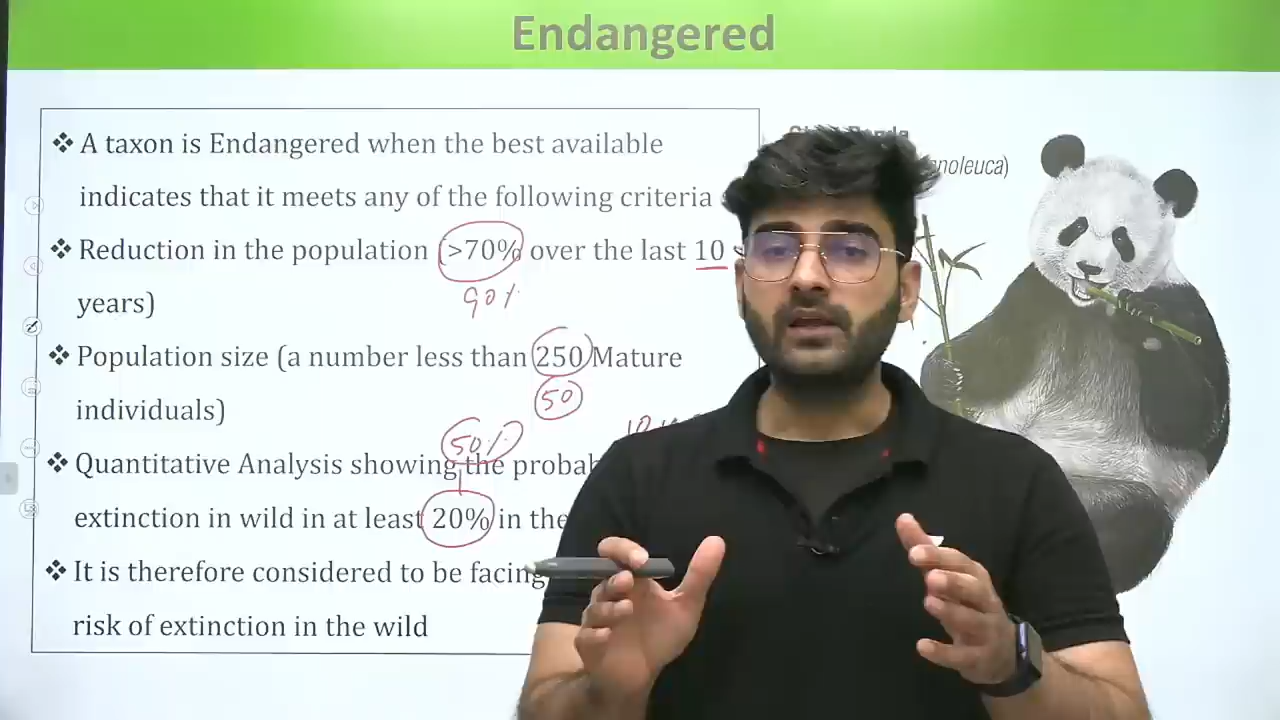 Endangered
❖ A taxon is Endangered when the best available
indicates that it meets any of the following criteria
❖ Reduction in the population (>70% over the last 10
90%
years)
❖ Population size (a number less than 250 Mature
50
individuals)
50%
❖ Quantitative Analysis showing the
extinction in wild in at least 20% in the
❖ It is therefore considered to be facing
risk of extinction in the wild